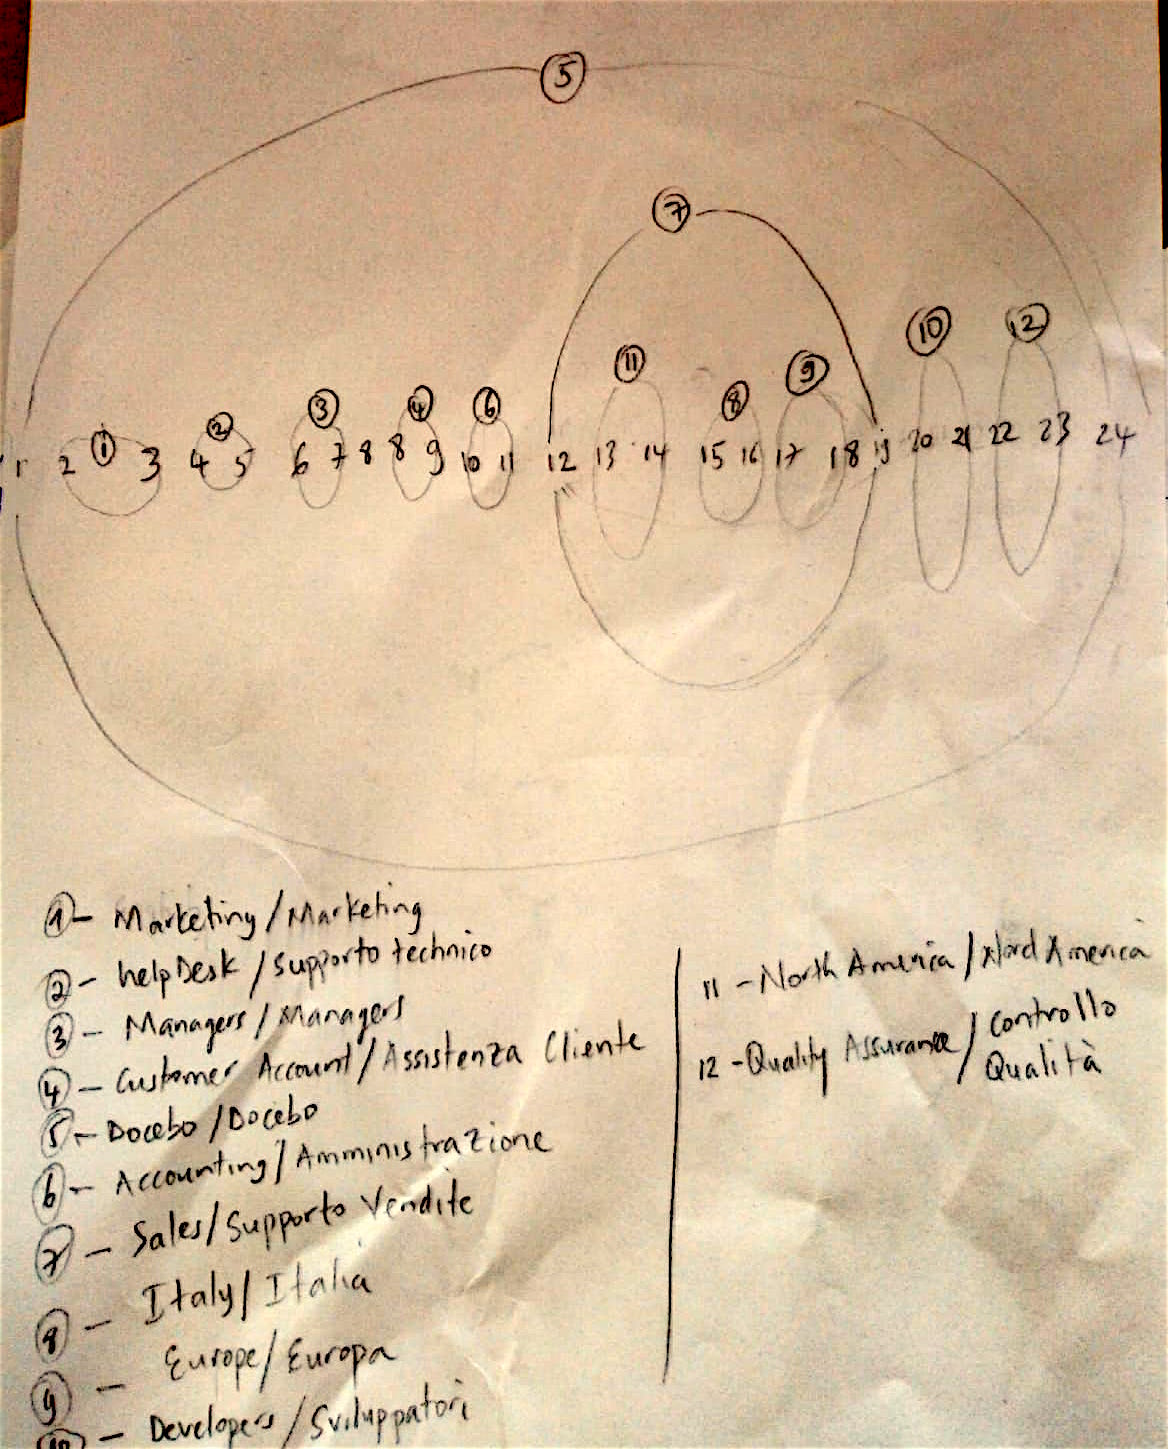 5
7
10
12
11
9
8
3
4
6
2
1
1 2 3 4 5 6 7 8 8 9 10 11 12 13 14 15 16 17 18 19 20 21 22 23 24
1- Marketing/Marketing
2- helpDesk/supporto technico
3- Managers/Managers
4- Customer Account/Assistenza Cliente
5- Docebo/Docebo
6- Accounting/Amministrazione
7- Sales/Supporto Vendite
8- Italy/Italia
9- Europe/Europa
10- Developers/Sviluppatori
11-North America/Nord America
12-Quality Assurance/Controllo
Qualità